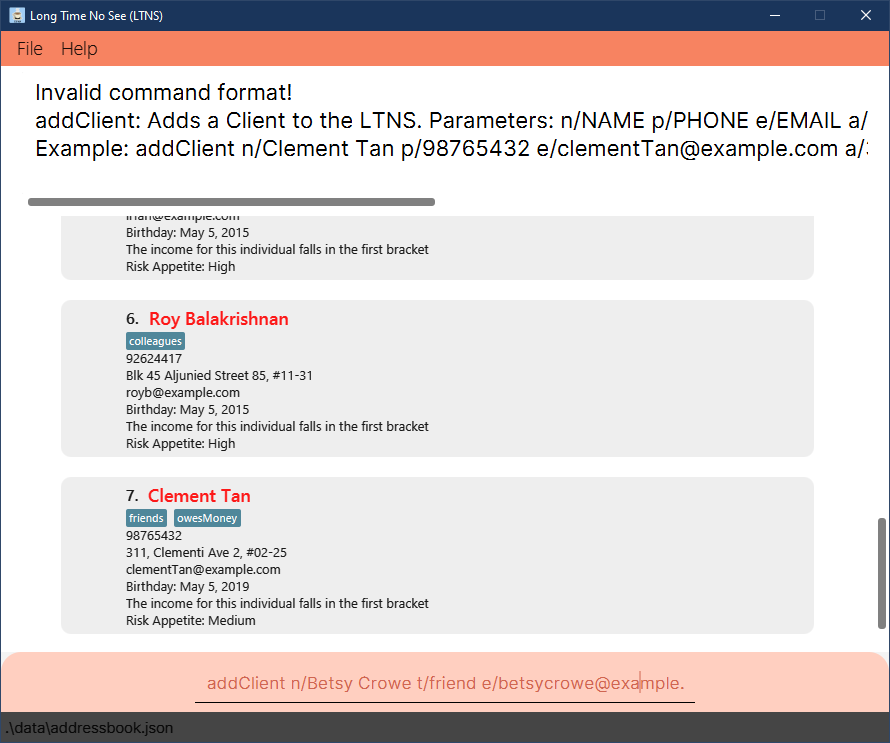 Long Time No See (LTNS)
File Help
Invalid command format!
addClient: Adds a Client to the LTNS. Parameters: n/NAME p/PHONE e/EMAIL a/
Example: addClient n/Clement Tan p/98765432 e/clementTan@example.com a/
Birthday: May 5, 2015
The income for this individual falls in the first bracket
Risk Appetite: High
6. Roy Balakrishnan
colleagues
92624417
Blk 45 Aljunied Street 85, #11-31
royb@example.com
Birthday: May 5, 2015
The income for this individual falls in the first bracket
Risk Appetite: High
7. Clement Tan
friends owesMoney
98765432
311, Clementi Ave 2, #02-25
clementTan@example.com
Birthday: May 5, 2019
The income for this individual falls in the first bracket
Risk Appetite: Medium
addClient n/Betsy Crowe t/friend e/betsycrowe@example.
.\data\addressbook.json